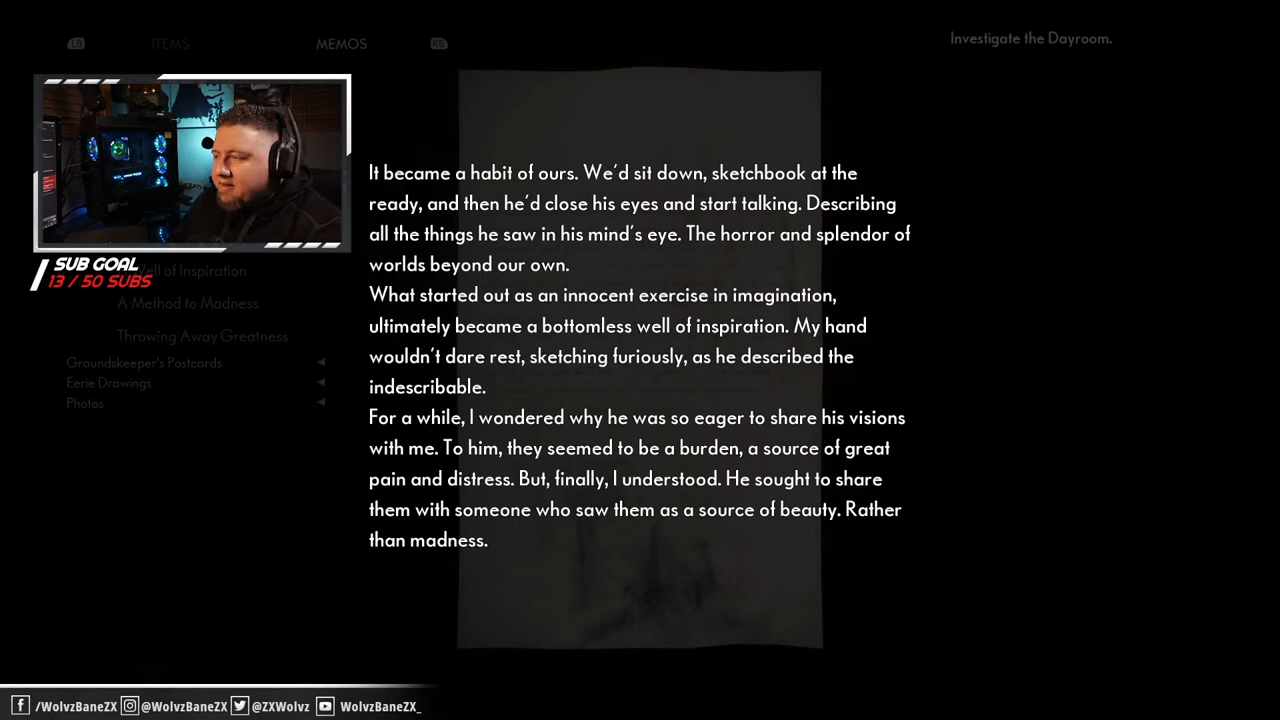 LB ITEMS MEMOS RB
Investigate the Dayroom.
It became a habit of ours. We'd sit down, sketchbook at the
ready, and then he'd close his eyes and start talking. Describing
all the things he saw in his mind's eye. The horror and splendor of
worlds beyond our own.
What started out as an innocent exercise in imagination,
ultimately became a bottomless well of inspiration. My hand
wouldn't dare rest, sketching furiously, as he described the
indescribable.
For a while, I wondered why he was so eager to share his visions
with me. To him, they seemed to be a burden, a source of great
pain and distress. But, finally, I understood. He sought to share
them with someone who saw them as a source of beauty. Rather
than madness.
SUB GOAL
13 / 50 SUBS
Well of Inspiration
A Method to Madness
Throwing Away Greatness
Groundskeeper's Postcards
Eerie Drawings
Photos
/WolvzBaneZX @WolvzBaneZX @ZXWolvz WolvzBaneZX_